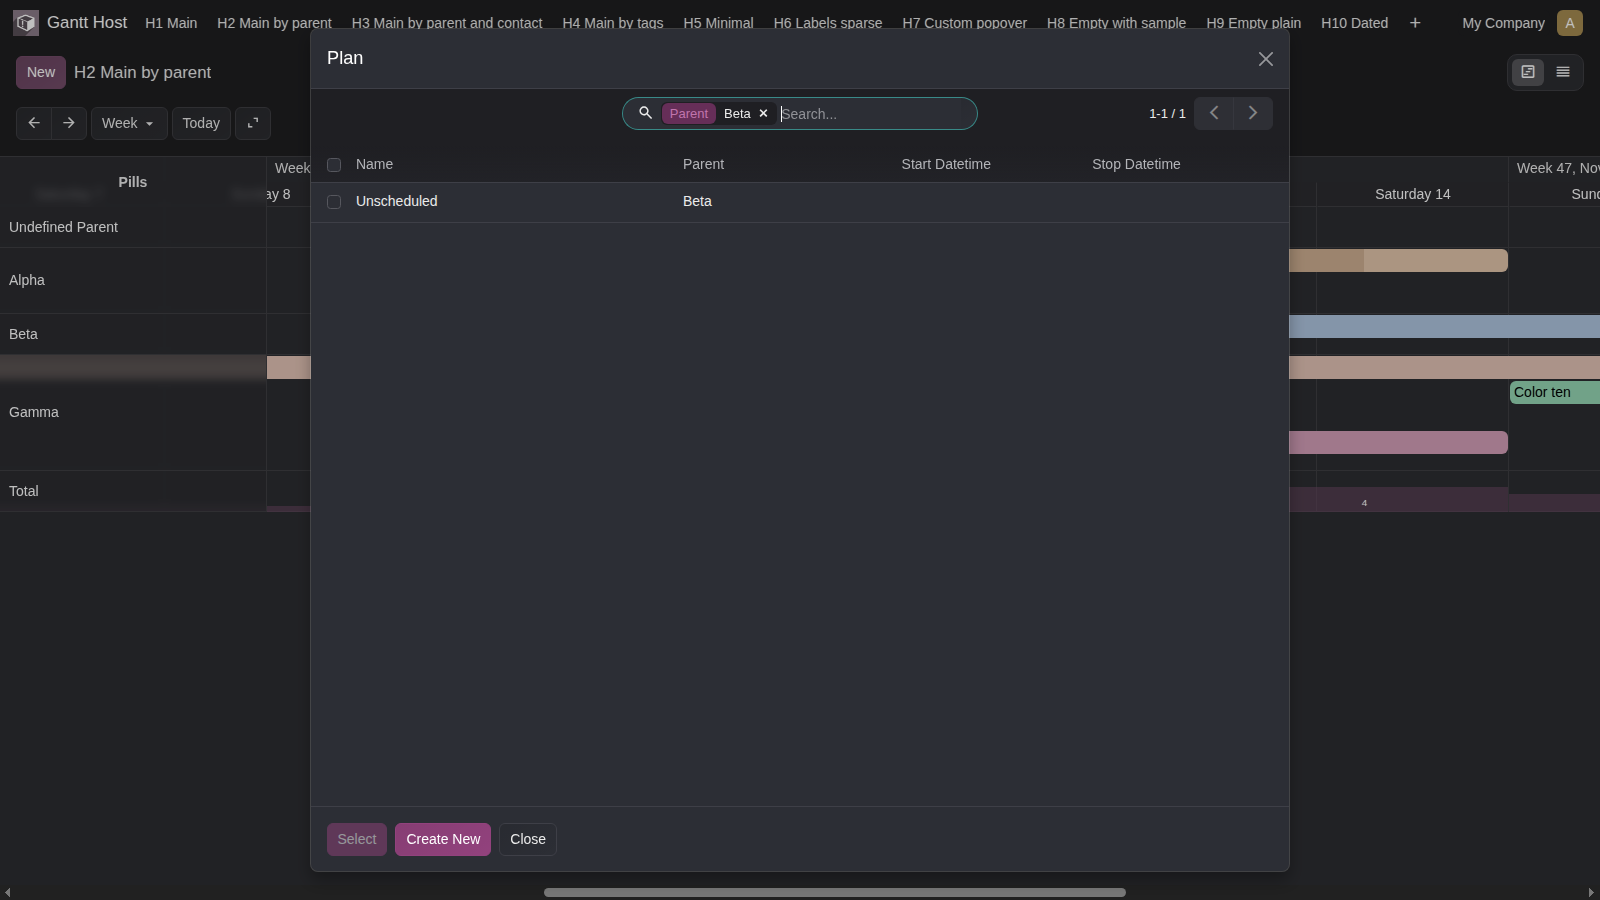 Gantt Host H1 Main H2 Main by parent H3 Main by parent and contact H4 Main by tags H5 Minimal H6 Labels sparse H7 Custom popover H8 Empty with sample H9 Empty plain H10 Dated + My Company A
New H2 Main by parent
Week Today
Plan
Parent Beta × Search... 1-1 / 1
Name Parent Start Datetime Stop Datetime
Unscheduled Beta
Select Create New Close
Week Week 47, Nov
Pills
ay 8 Saturday 14 Sund
Undefined Parent
Alpha
Beta
Color ten
Gamma
Total
4